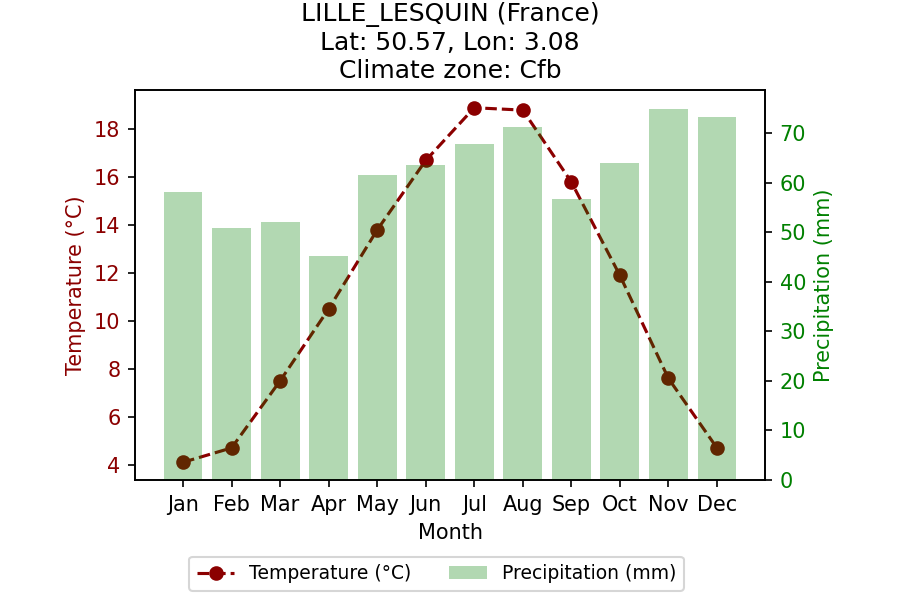 LILLE_LESQUIN (France)
Lat: 50.57, Lon: 3.08
Climate zone: Cfb
Temperature (°C)
18
16
14
12
10
8
6
4
70
60
50
40
30
20
10
0
Precipitation (mm)
Jan Feb Mar Apr May Jun Jul Aug Sep Oct Nov Dec
Month
Temperature (°C) Precipitation (mm)